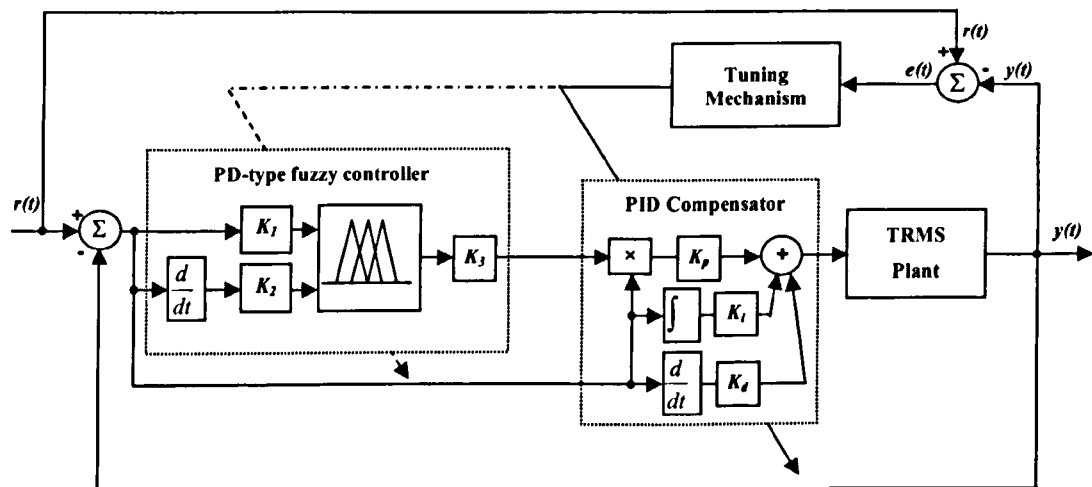 r(t)
Tuning
Mechanism
e(t)
+
Σ
-
y(t)
PD-type fuzzy controller
PID Compensator
r(t)
+
Σ
-
K1
d
dt
K2
K3
×
Kp
+
∫
Ki
d
dt
Kd
TRMS
Plant
y(t)